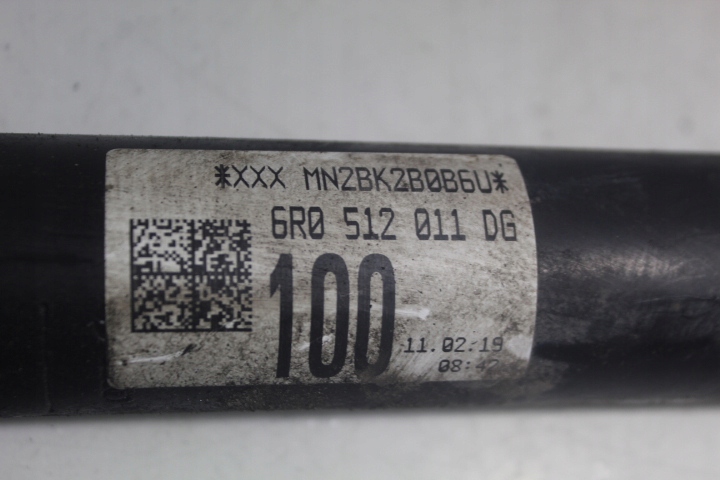 *XXX MN2BK2B0B6U*
6R0 512 011 DG
100
11.02.19
08:42